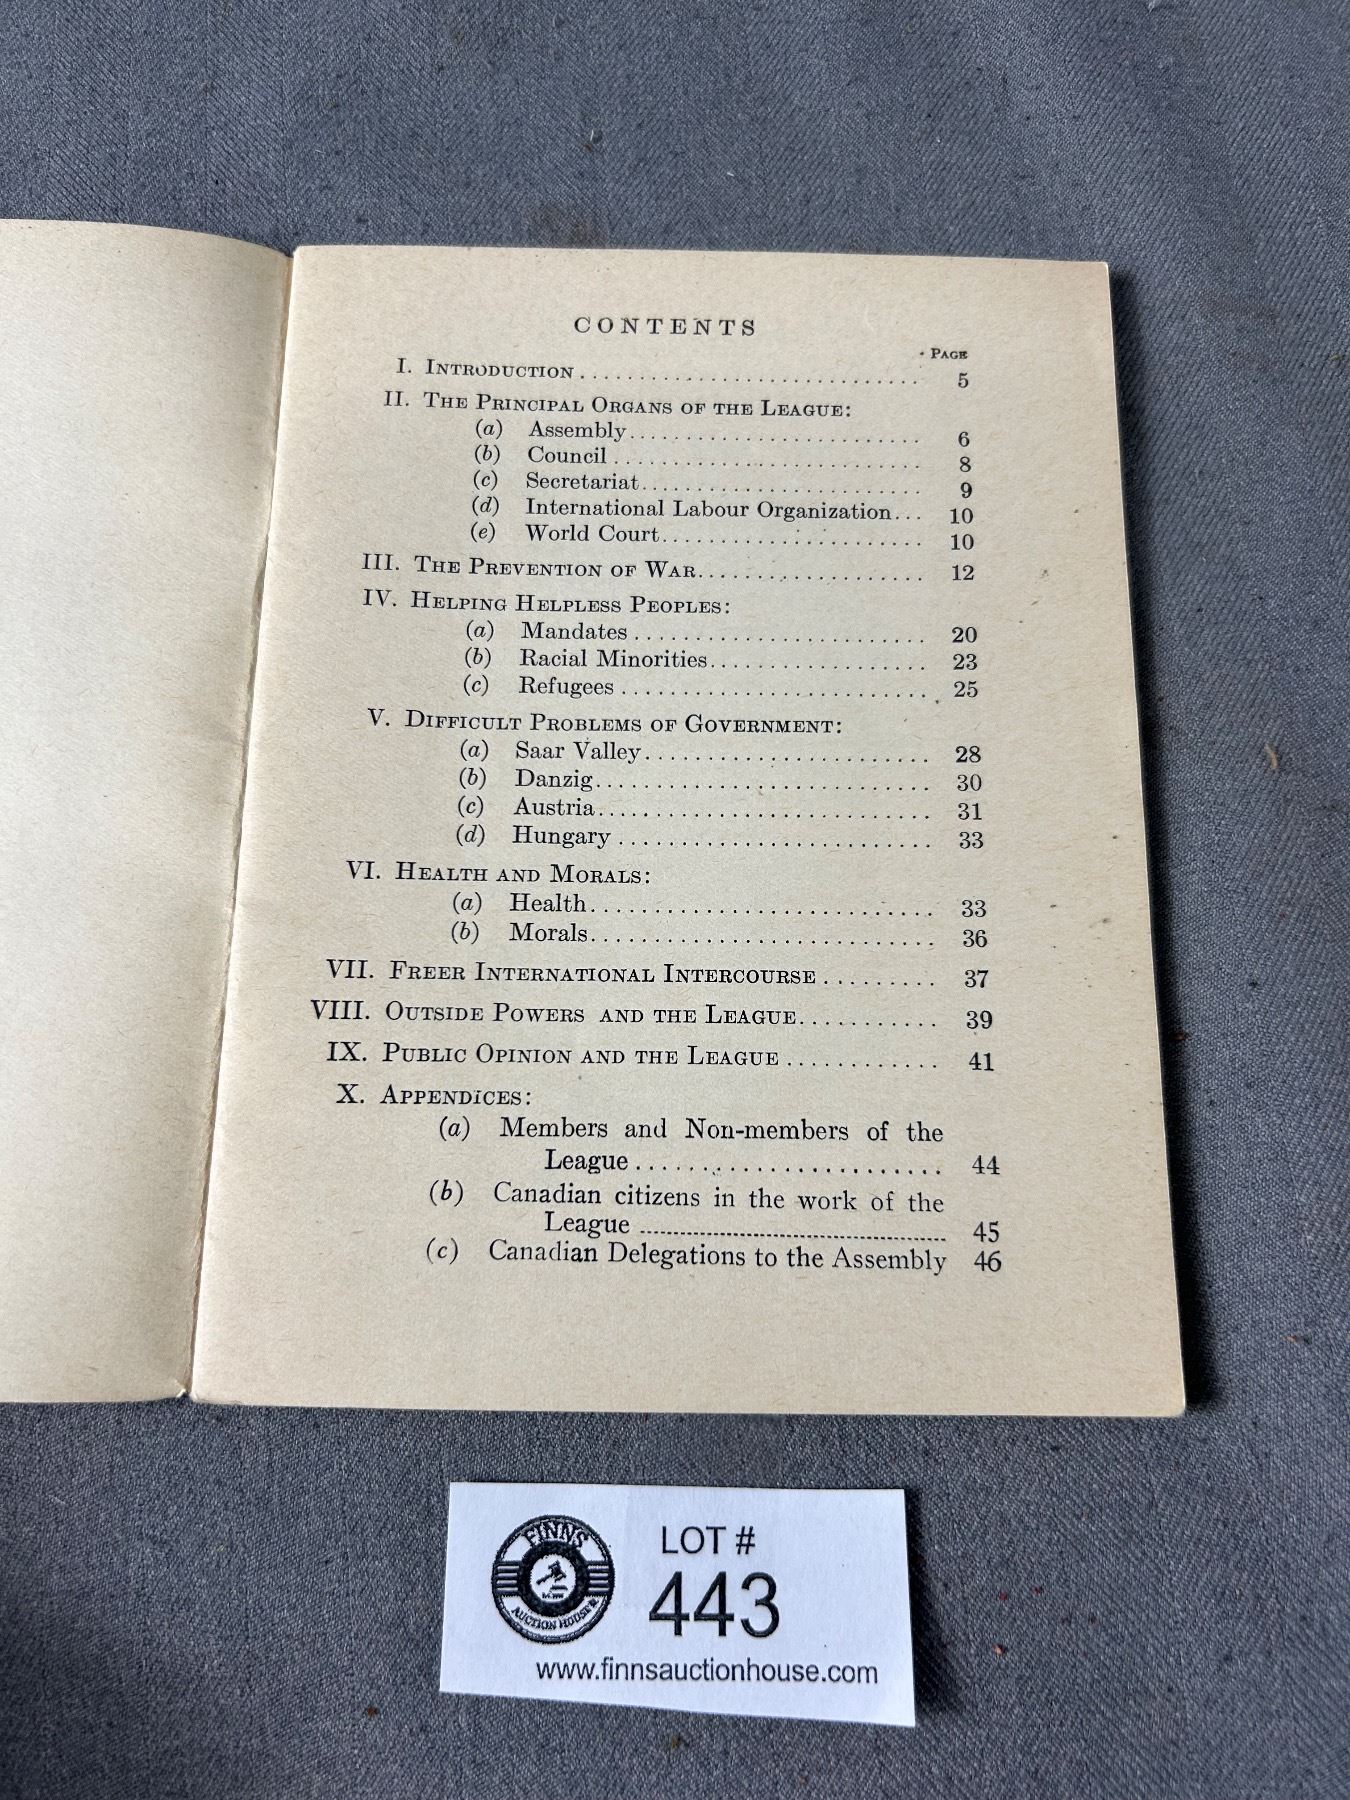 CONTENTS
PAGE
I. INTRODUCTION .............................. 5
II. THE PRINCIPAL ORGANS OF THE LEAGUE:
(a) Assembly ......................... 6
(b) Council .......................... 8
(c) Secretariat ........................ 9
(d) International Labour Organization ... 10
(e) World Court ....................... 10
III. THE PREVENTION OF WAR .................... 12
IV. HELPING HELPLESS PEOPLES:
(a) Mandates ......................... 20
(b) Racial Minorities ................... 23
(c) Refugees .......................... 25
V. DIFFICULT PROBLEMS OF GOVERNMENT:
(a) Saar Valley ......................... 28
(b) Danzig ............................. 30
(c) Austria ............................. 31
(d) Hungary ........................... 33
VI. HEALTH AND MORALS:
(a) Health .............................. 33
(b) Morals .............................. 36
VII. FREER INTERNATIONAL INTERCOURSE ......... 37
VIII. OUTSIDE POWERS AND THE LEAGUE ............ 39
IX. PUBLIC OPINION AND THE LEAGUE ............ 41
X. APPENDICES:
(a) Members and Non-members of the
League ........................ 44
(b) Canadian citizens in the work of the
League ........................ 45
(c) Canadian Delegations to the Assembly 46
FINNS
AUCTION HOUSE
LOT #
443
www.finnsauctionhouse.com